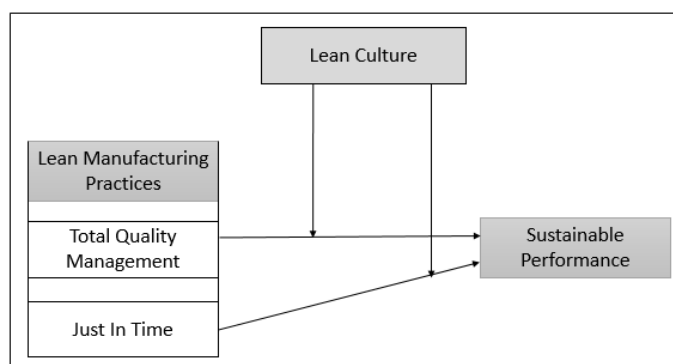 Lean Culture
Lean Manufacturing
Practices
Total Quality
Management
Just In Time
Sustainable
Performance